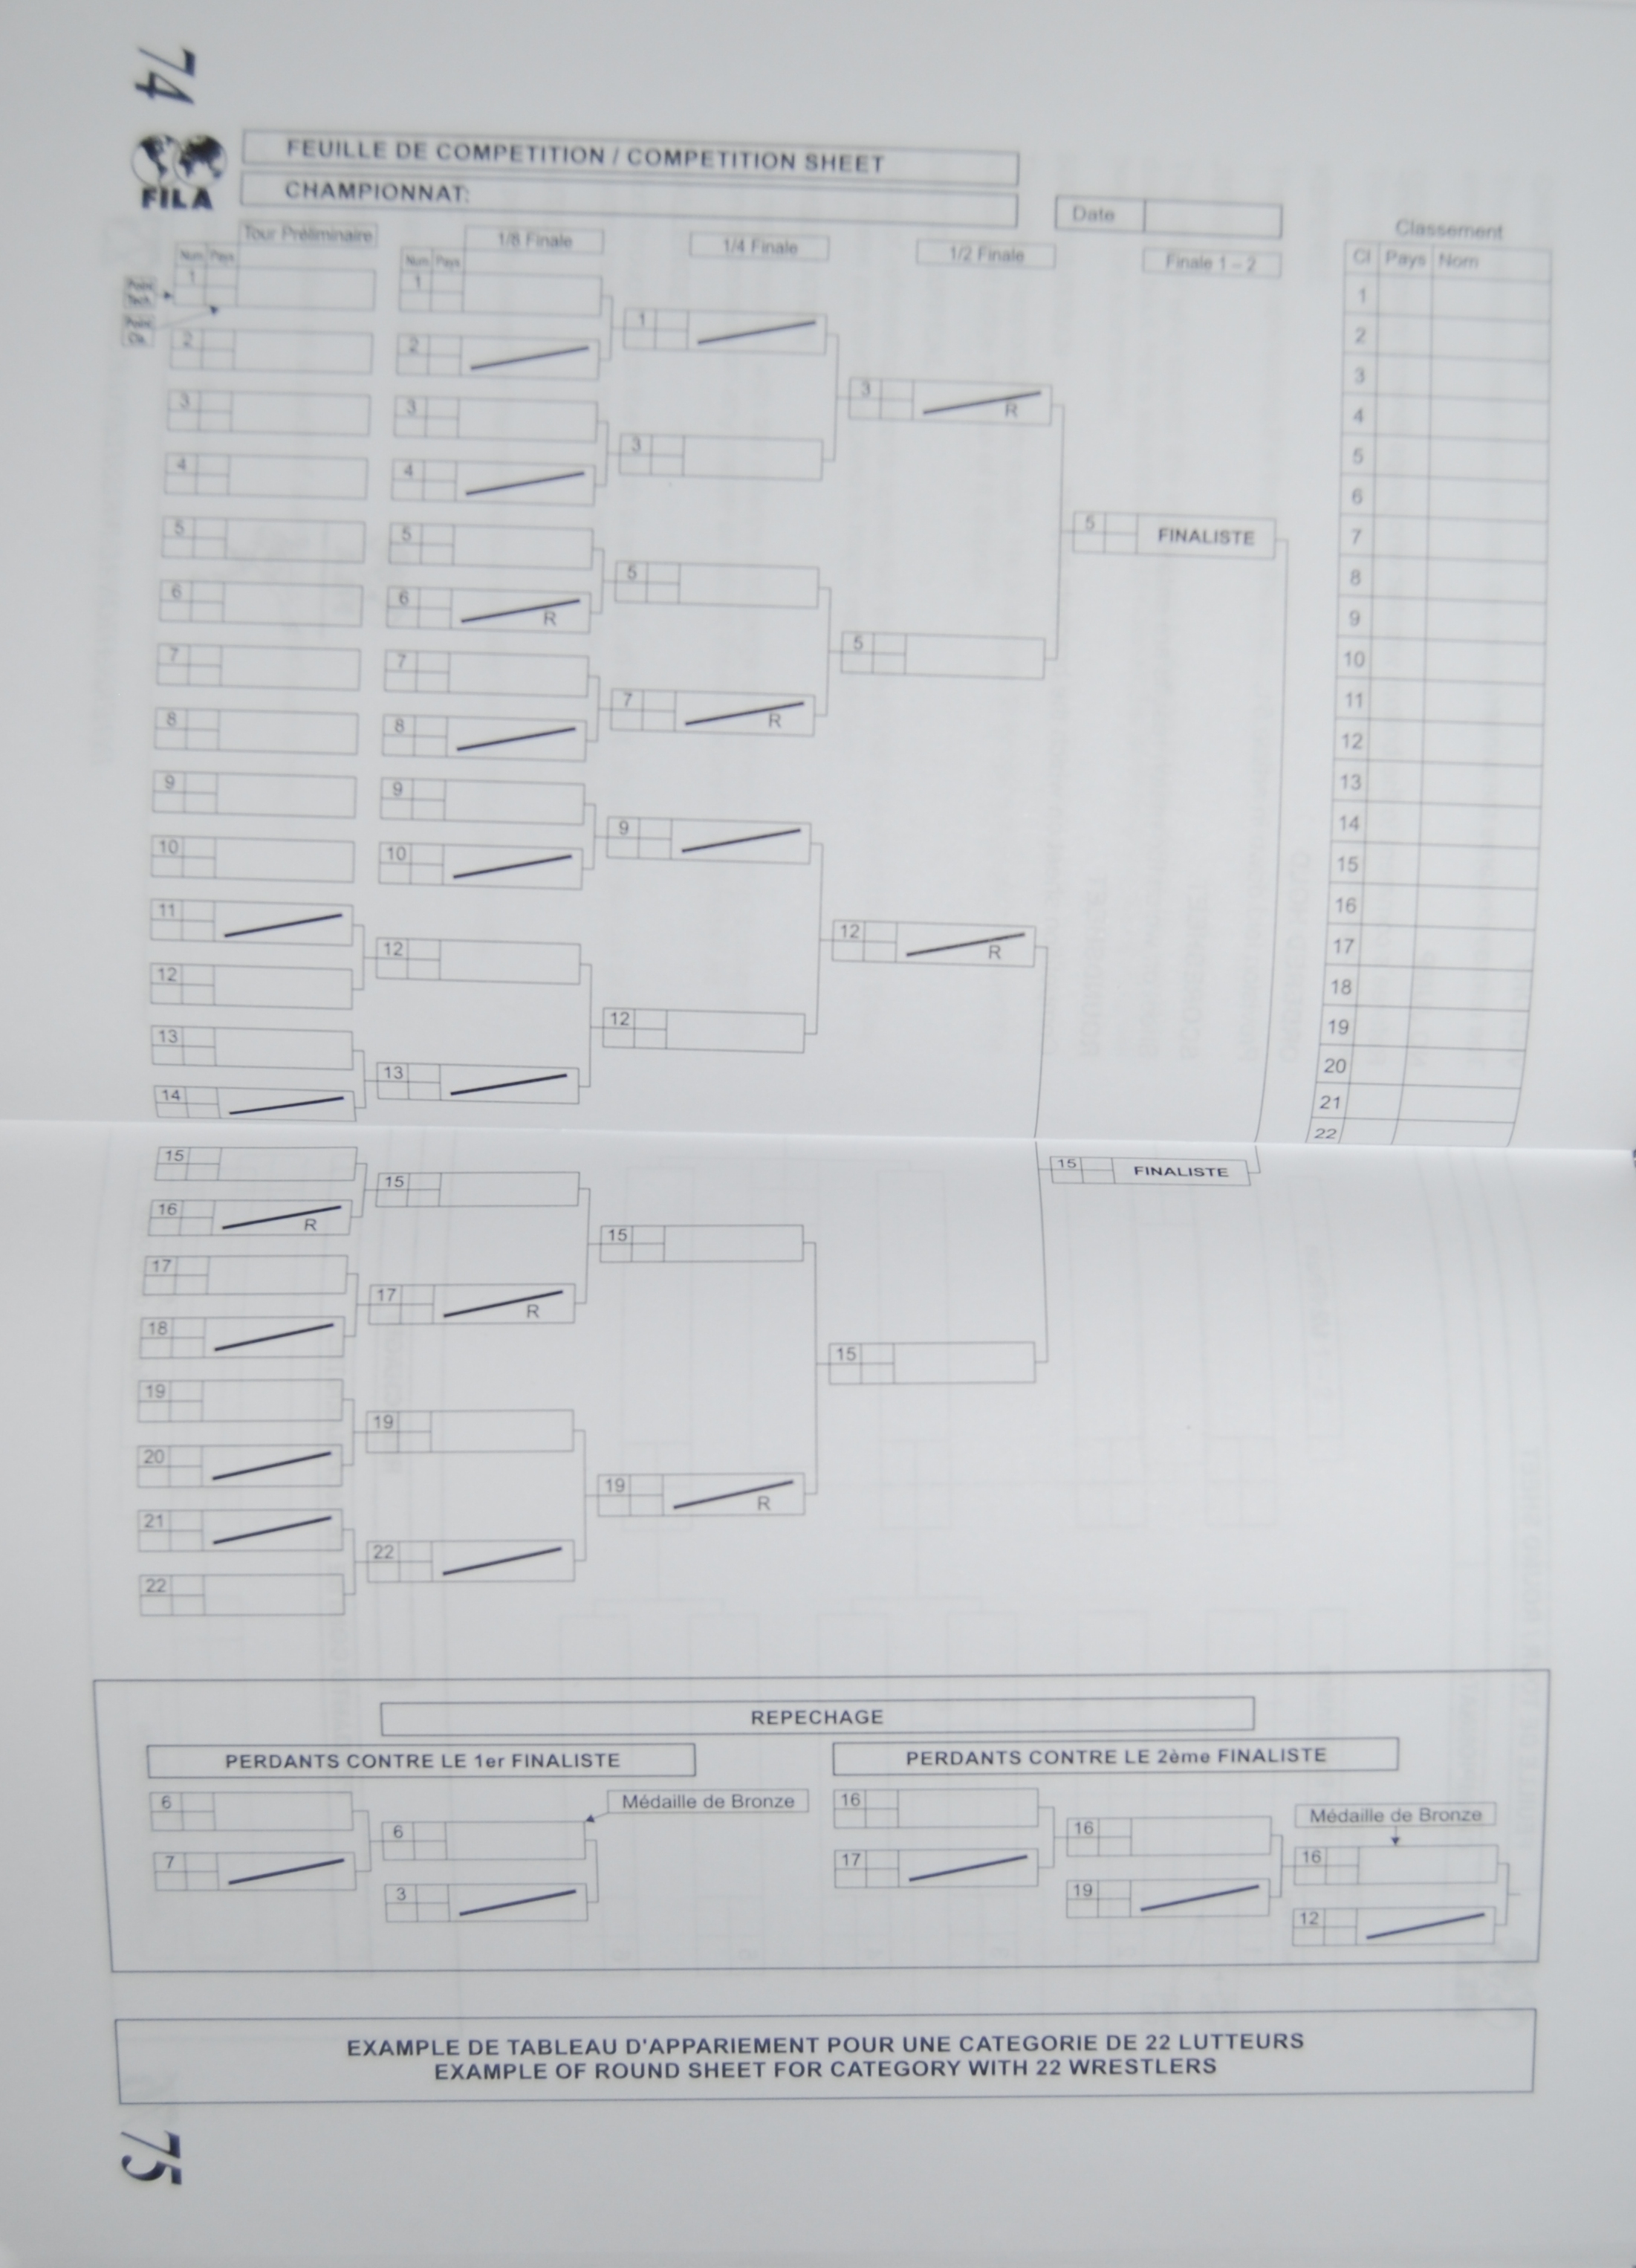 74
FILA
FEUILLE DE COMPETITION / COMPETITION SHEET
CHAMPIONNAT:
Date
Tour Préliminaire
1/8 Finale
1/4 Finale
1/2 Finale
Finale 1 – 2
Classement
Num Pays
Num Pays
Cl Pays Nom
Point Tech.
Point Cla.
1
2
3
4
5
6
7
8
9
10
11
12
13
14
15
16 R
17
18
19
20
21
22
1
2
3
4
5
6 R
7
8
9
10
12
13
15
17 R
19
22
1
3
5
7 R
9
12
15
19 R
3 R
5
12 R
15
5 FINALISTE
15 FINALISTE
1
2
3
4
5
6
7
8
9
10
11
12
13
14
15
16
17
18
19
20
21
22
REPECHAGE
PERDANTS CONTRE LE 1er FINALISTE
6
7
6
3
Médaille de Bronze
PERDANTS CONTRE LE 2ème FINALISTE
16
17
16
19
Médaille de Bronze
16
12
EXAMPLE DE TABLEAU D'APPARIEMENT POUR UNE CATEGORIE DE 22 LUTTEURS
EXAMPLE OF ROUND SHEET FOR CATEGORY WITH 22 WRESTLERS
75